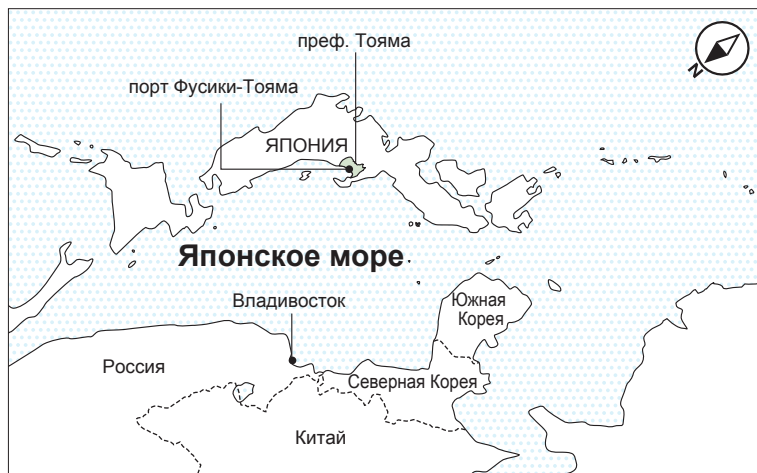 преф. Тояма
порт Фусики-Тояма
N
ЯПОНИЯ
Японское море
Владивосток
Южная
Корея
Россия
Северная Корея
Китай